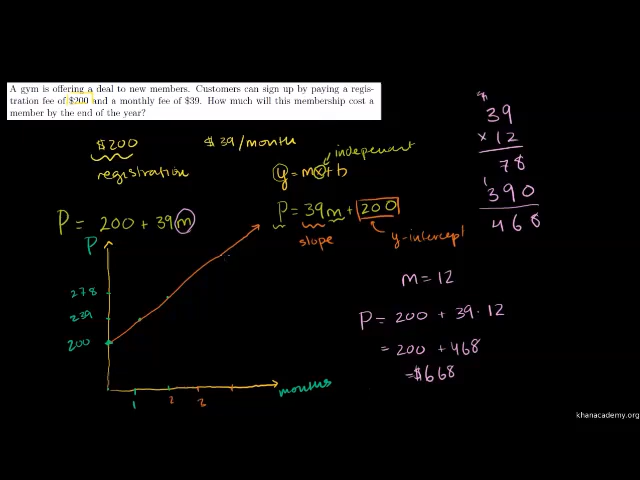 A gym is offering a deal to new members. Customers can sign up by paying a regis-
tration fee of $200 and a monthly fee of $39. How much will this membership cost a
member by the end of the year?
$200
$39/month
registration
independant
y = mx + b
P = 200 + 39m
P = 39m + 200
slope
y-intercept
39
× 12
78
1
390
468
m = 12
P = 200 + 39 · 12
= 200 + 468
= $668
P
278
239
200
1
2
2
months
khanacademy.org